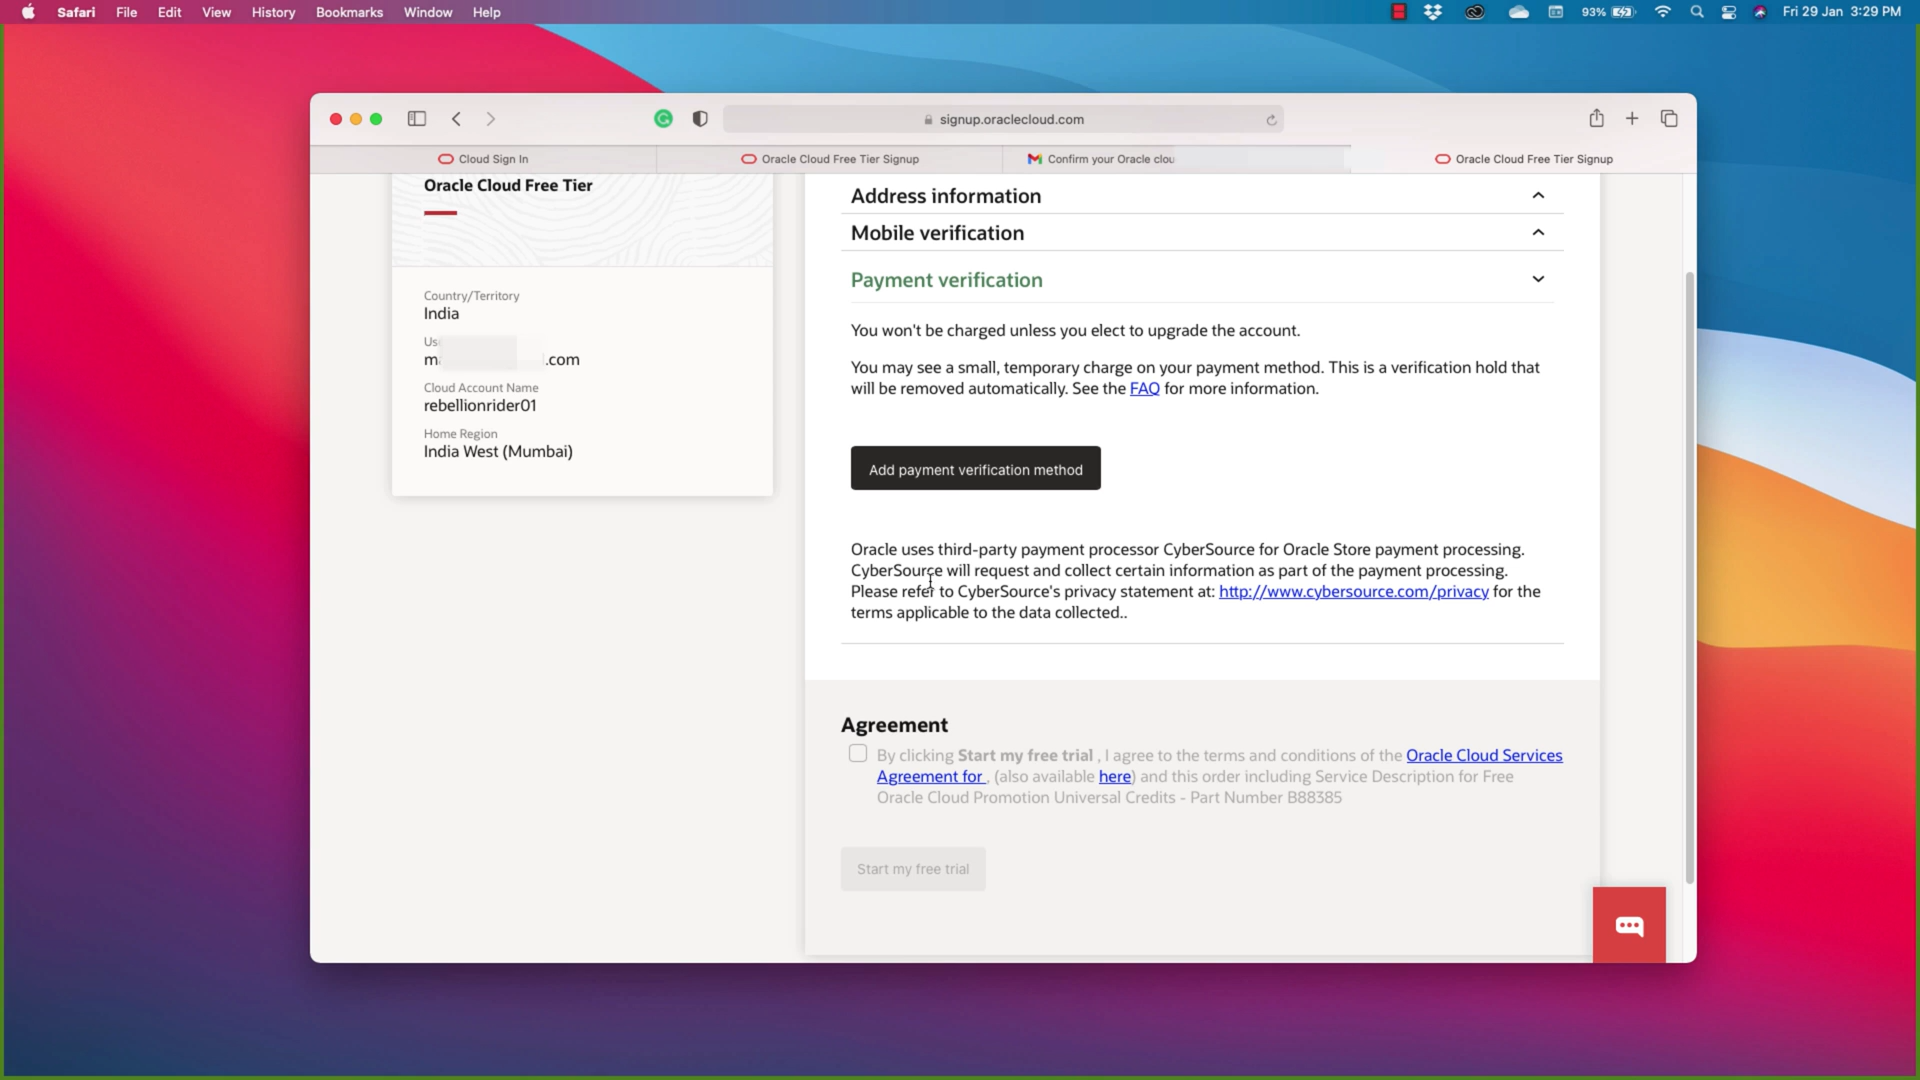 Safari File Edit View History Bookmarks Window Help 93% Fri 29 Jan 3:29 PM
signup.oraclecloud.com
Cloud Sign In Oracle Cloud Free Tier Signup Confirm your Oracle clou Oracle Cloud Free Tier Signup
Oracle Cloud Free Tier
Country/Territory
India
.com
Cloud Account Name
rebellionrider01
Home Region
India West (Mumbai)
Address information
Mobile verification
Payment verification
You won't be charged unless you elect to upgrade the account.
You may see a small, temporary charge on your payment method. This is a verification hold that
will be removed automatically. See the FAQ for more information.
Add payment verification method
Oracle uses third-party payment processor CyberSource for Oracle Store payment processing.
CyberSource will request and collect certain information as part of the payment processing.
Please refer to CyberSource's privacy statement at: http://www.cybersource.com/privacy for the
terms applicable to the data collected..
Agreement
By clicking Start my free trial , I agree to the terms and conditions of the Oracle Cloud Services
Agreement for , (also available here) and this order including Service Description for Free
Oracle Cloud Promotion Universal Credits - Part Number B88385
Start my free trial